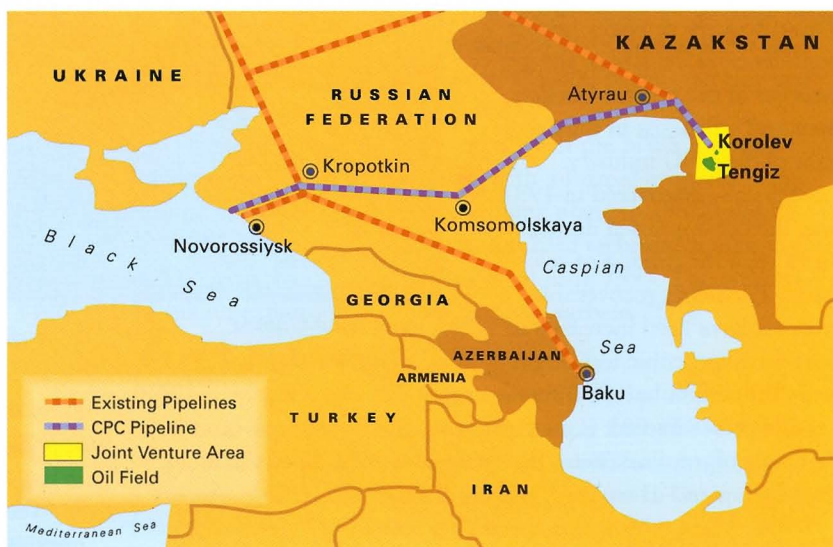 KAZAKSTAN
UKRAINE
RUSSIAN
FEDERATION
Atyrau
Korolev
Tengiz
Kropotkin
Komsomolskaya
Novorossiysk
Black Sea
Caspian
Sea
GEORGIA
AZERBAIJAN
ARMENIA
Baku
TURKEY
IRAN
Existing Pipelines
CPC Pipeline
Joint Venture Area
Oil Field
Mediterranean Sea